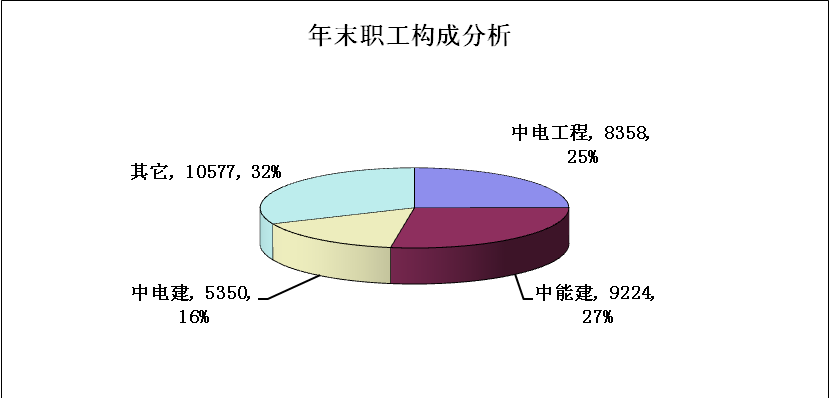 年末职工构成分析
中电工程, 8358,
25%
其它, 10577, 32%
中电建, 5350,
16%
中能建, 9224,
27%